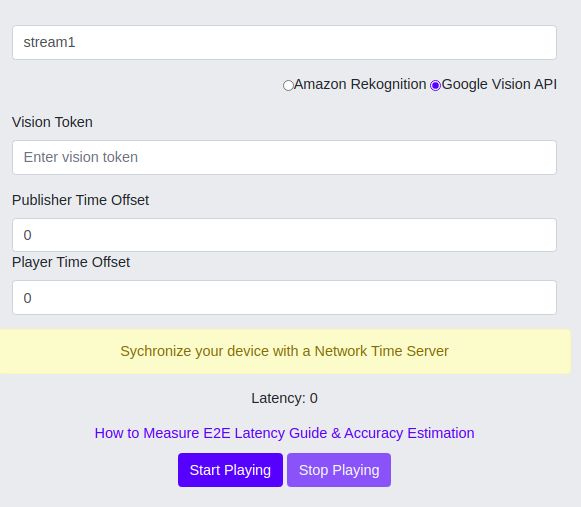 stream1
Amazon Rekognition Google Vision API
Vision Token
Enter vision token
Publisher Time Offset
0
Player Time Offset
0
Sychronize your device with a Network Time Server
Latency: 0
How to Measure E2E Latency Guide & Accuracy Estimation
Start Playing Stop Playing